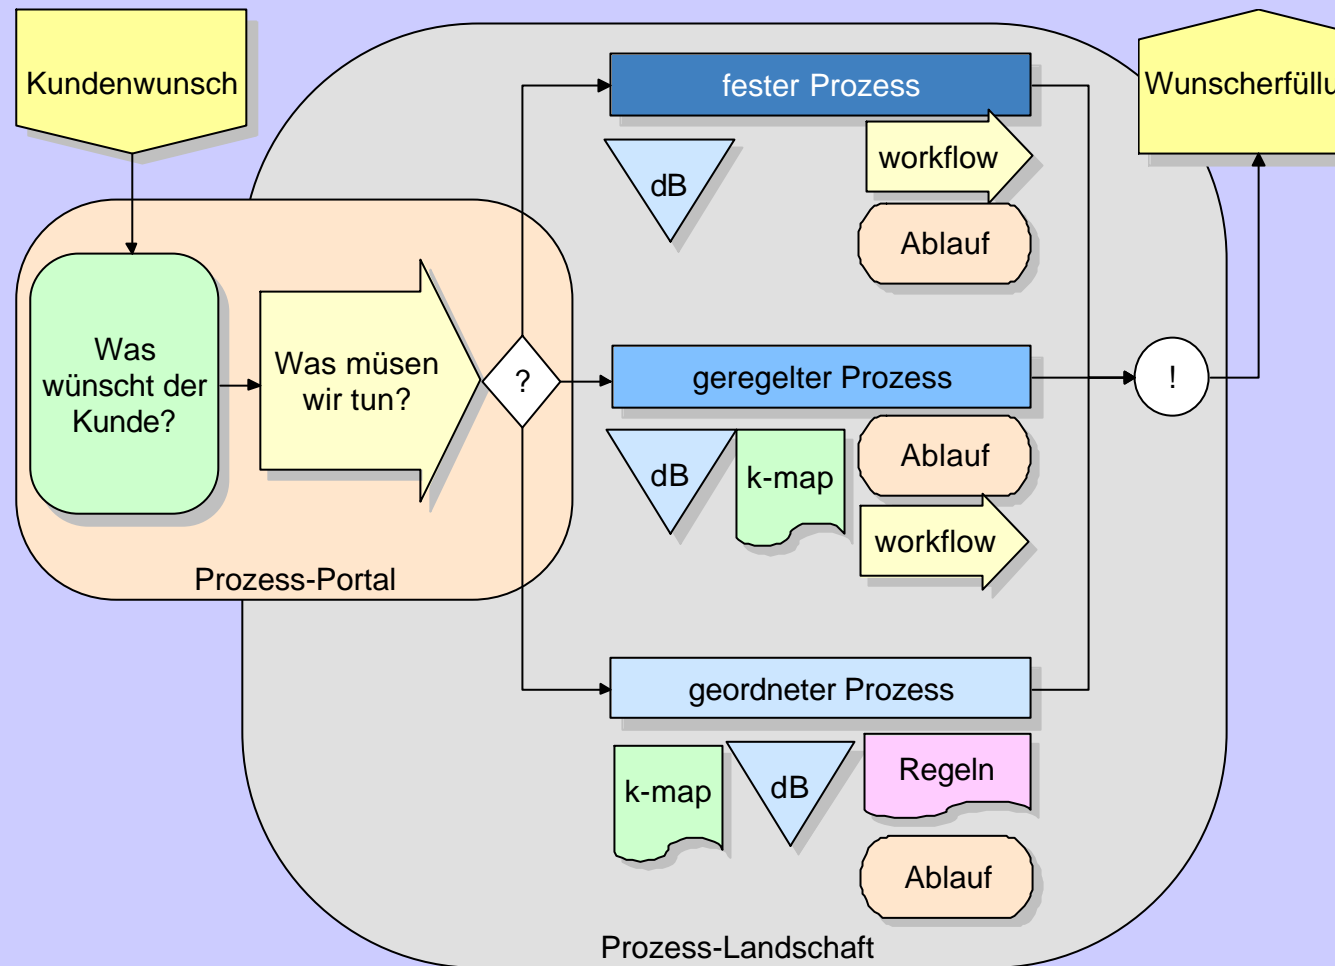 Kundenwunsch
fester Prozess
Wunscherfüllu
workflow
dB
Ablauf
Was
wünscht der
Kunde?
Was müsen
wir tun?
?
geregelter Prozess
!
Ablauf
dB
k-map
workflow
Prozess-Portal
geordneter Prozess
k-map
dB
Regeln
Ablauf
Prozess-Landschaft